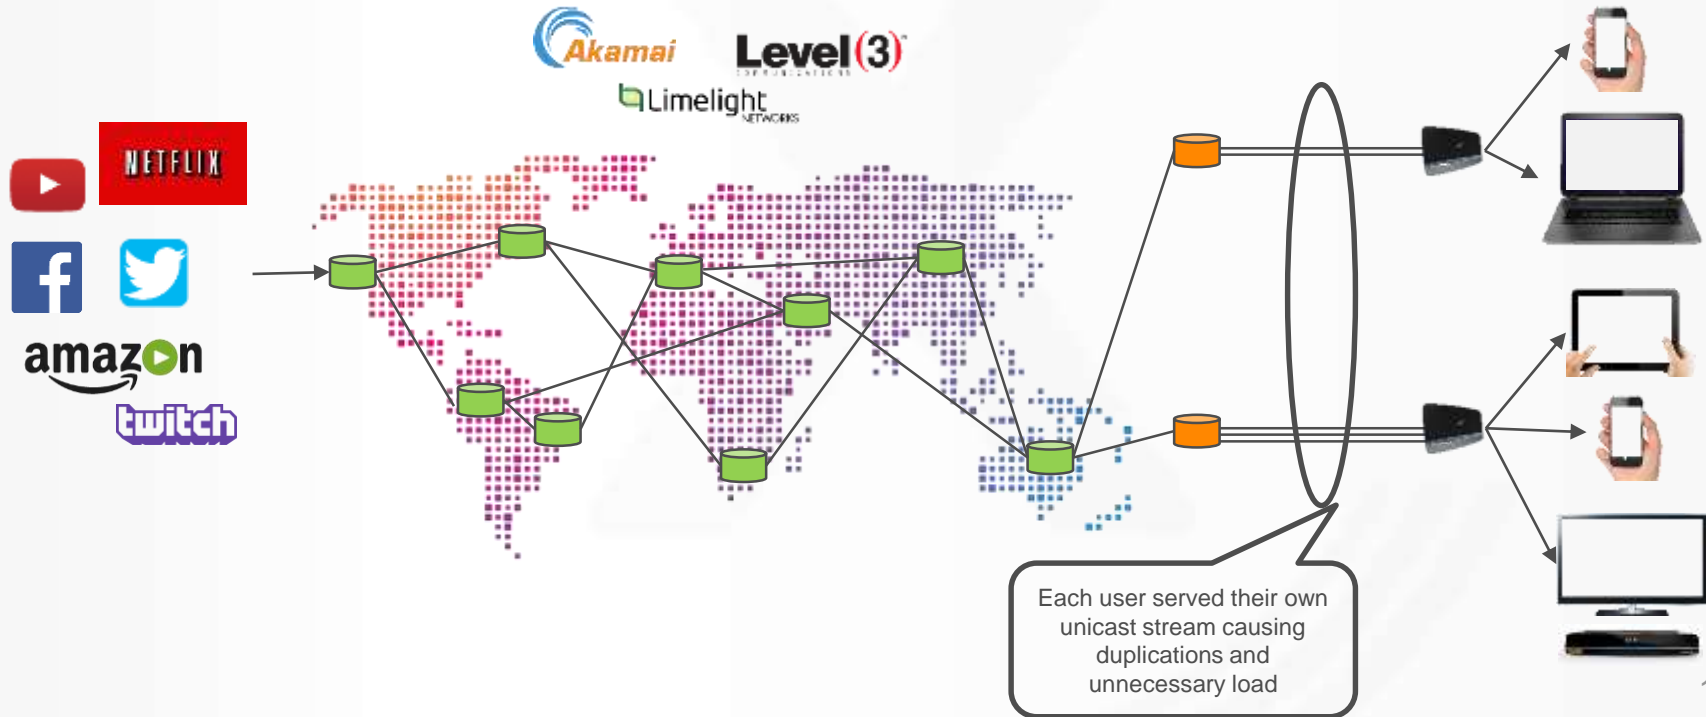 Akamai
Level(3)
COMMUNICATIONS
Limelight
NETWORKS
NETFLIX
f
amazon
twitch
Each user served their own
unicast stream causing
duplications and
unnecessary load